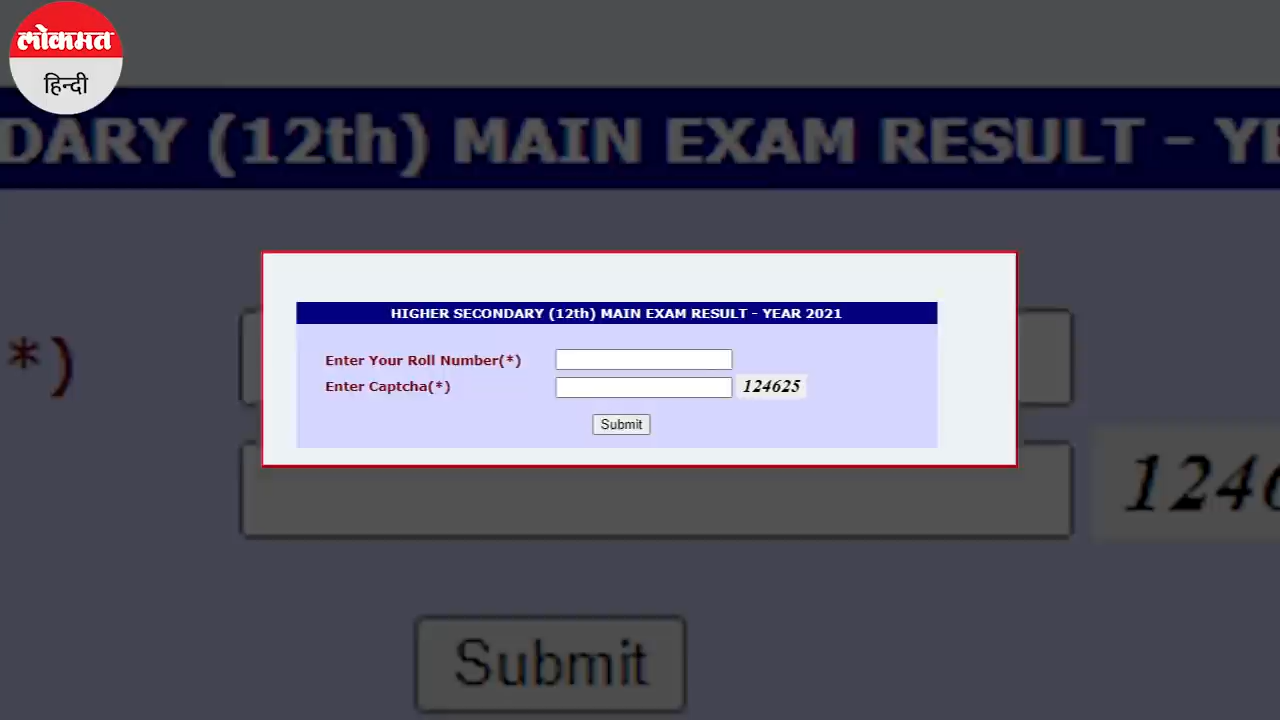 लोकमत
हिन्दी
DARY (12th) MAIN EXAM RESULT - YE
HIGHER SECONDARY (12th) MAIN EXAM RESULT - YEAR 2021
*)
Enter Your Roll Number(*)
Enter Captcha(*) 124625
Submit
1246
Submit